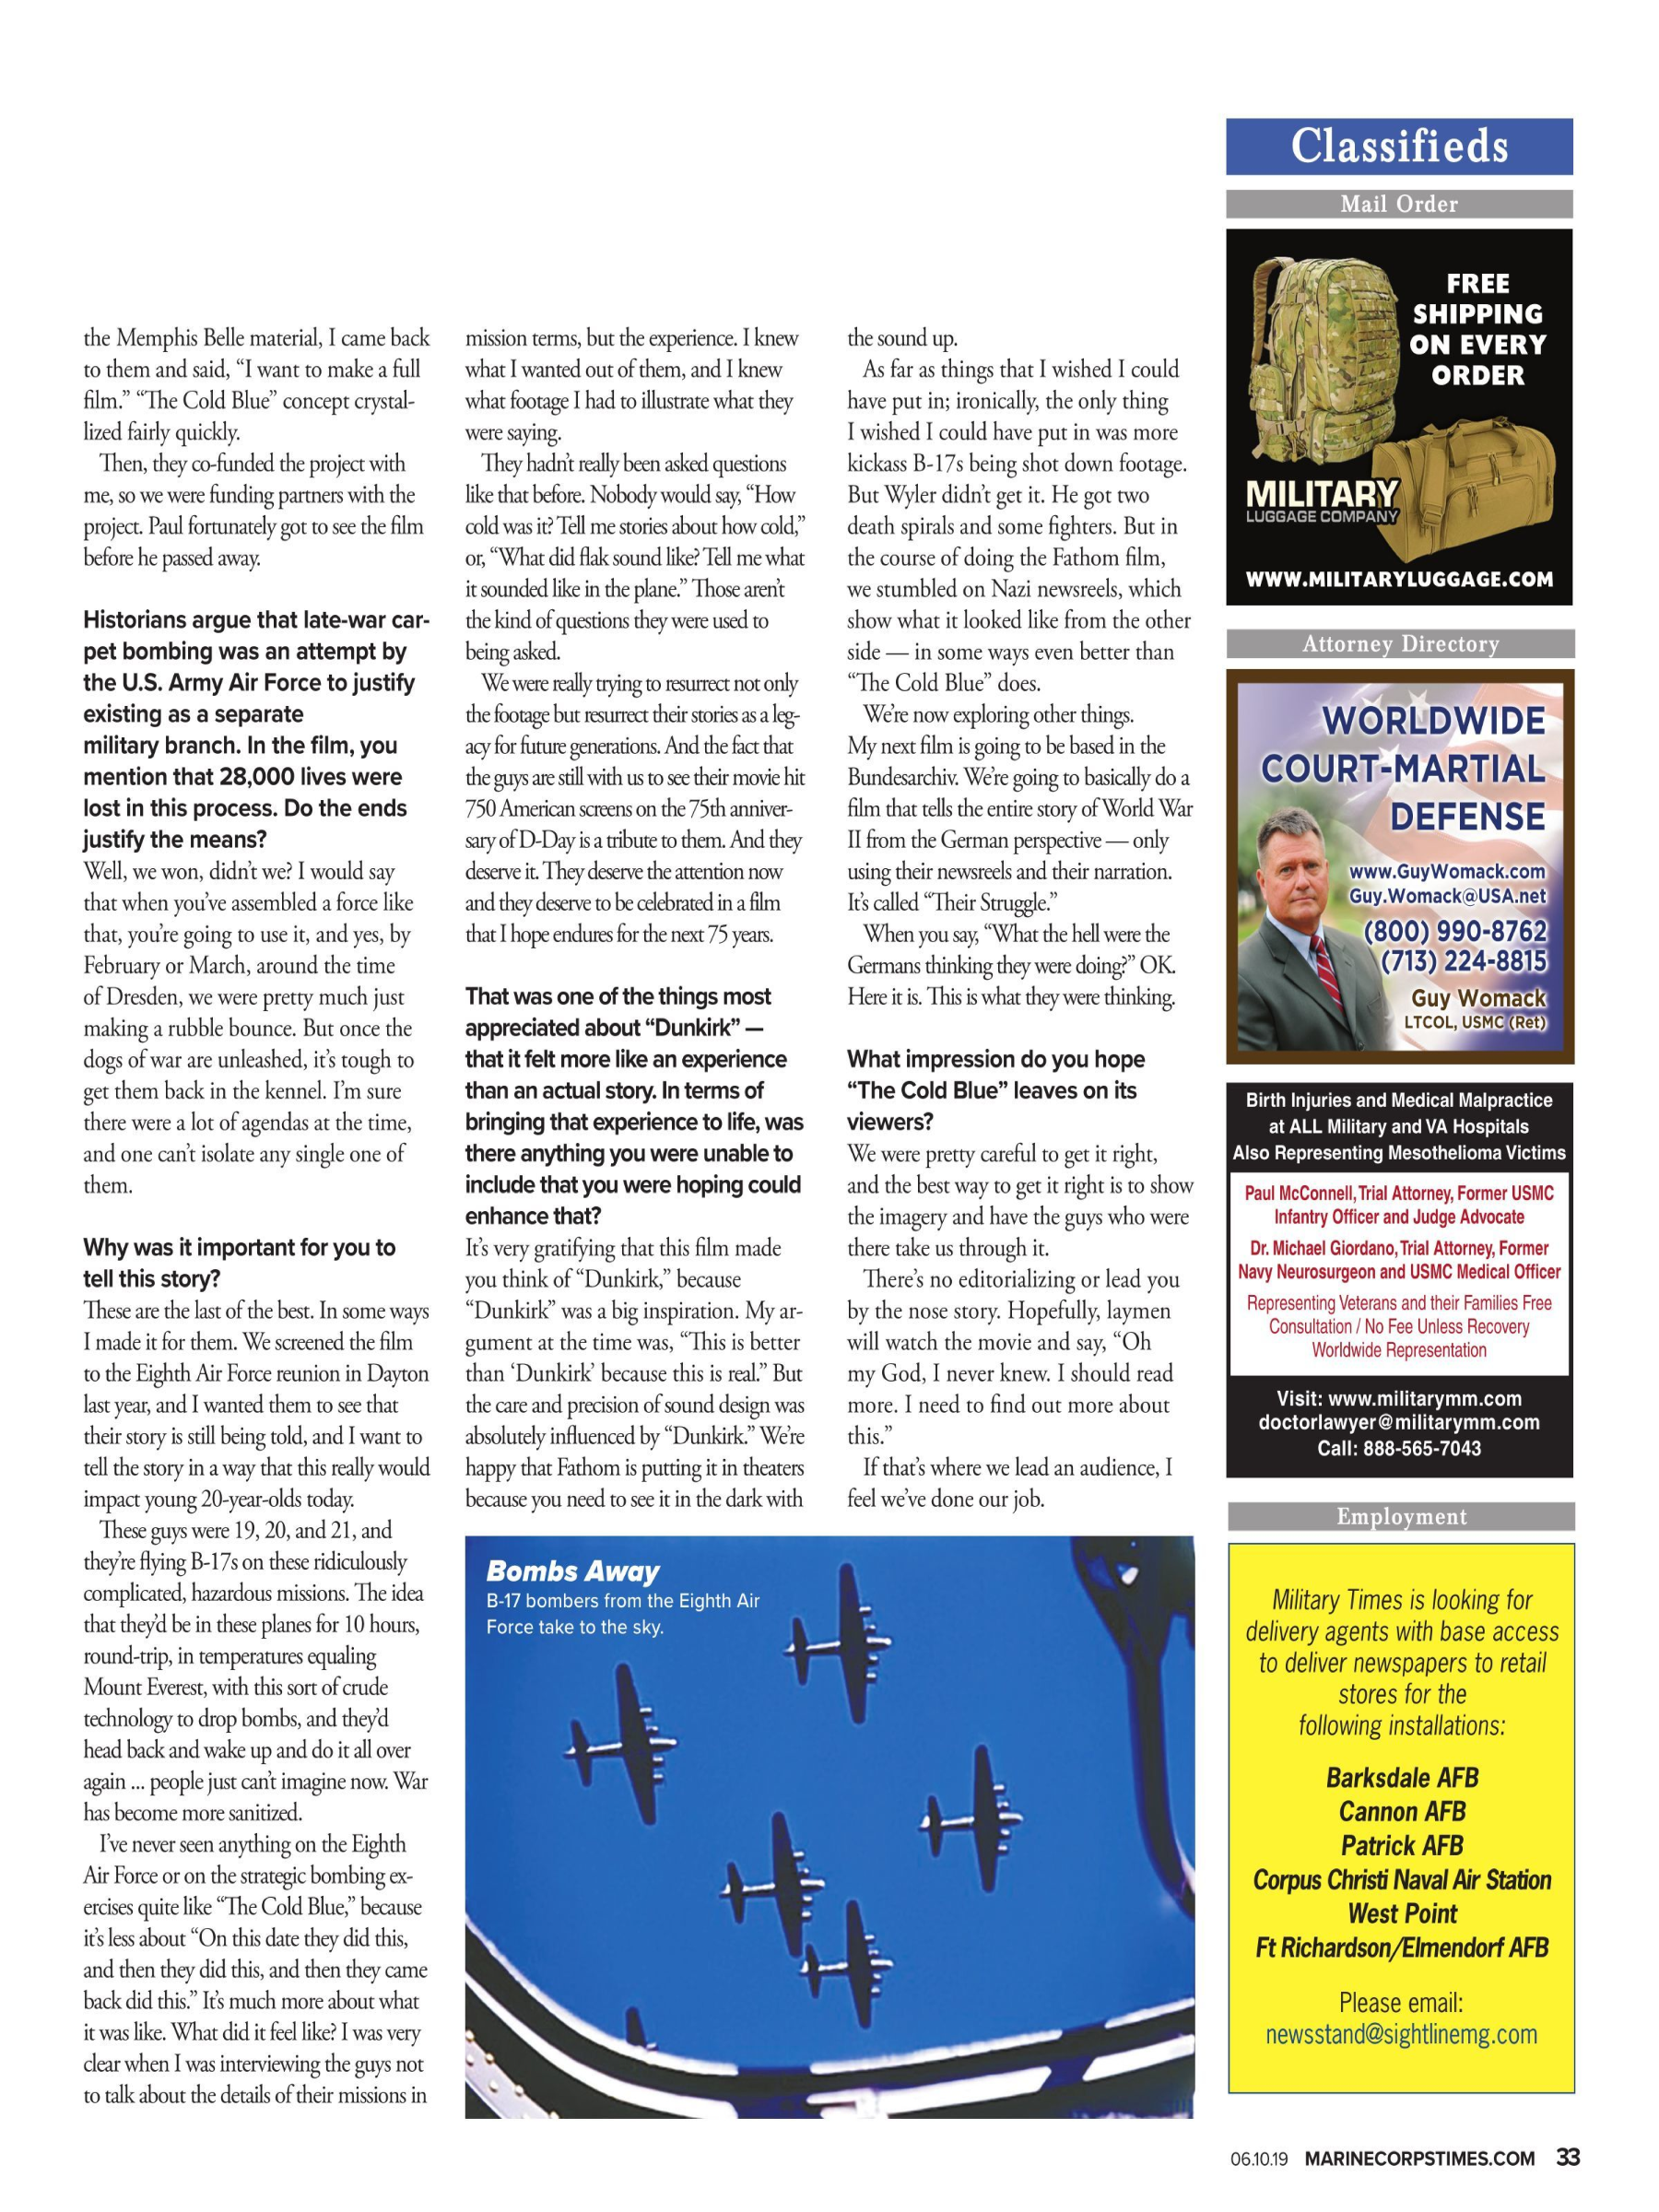 the Memphis Belle material, I came back
to them and said, “I want to make a full
film.” “The Cold Blue” concept crystal-
lized fairly quickly.
Then, they co-funded the project with
me, so we were funding partners with the
project. Paul fortunately got to see the film
before he passed away.
Historians argue that late-war car-
pet bombing was an attempt by
the U.S. Army Air Force to justify
existing as a separate
military branch. In the film, you
mention that 28,000 lives were
lost in this process. Do the ends
justify the means?
Well, we won, didn’t we? I would say
that when you’ve assembled a force like
that, you’re going to use it, and yes, by
February or March, around the time
of Dresden, we were pretty much just
making a rubble bounce. But once the
dogs of war are unleashed, it’s tough to
get them back in the kennel. I’m sure
there were a lot of agendas at the time,
and one can’t isolate any single one of
them.
Why was it important for you to
tell this story?
These are the last of the best. In some ways
I made it for them. We screened the film
to the Eighth Air Force reunion in Dayton
last year, and I wanted them to see that
their story is still being told, and I want to
tell the story in a way that this really would
impact young 20-year-olds today.
These guys were 19, 20, and 21, and
they’re flying B-17s on these ridiculously
complicated, hazardous missions. The idea
that they’d be in these planes for 10 hours,
round-trip, in temperatures equaling
Mount Everest, with this sort of crude
technology to drop bombs, and they’d
head back and wake up and do it all over
again ... people just can’t imagine now. War
has become more sanitized.
I’ve never seen anything on the Eighth
Air Force or on the strategic bombing ex-
ercises quite like “The Cold Blue,” because
it’s less about “On this date they did this,
and then they did this, and then they came
back did this.” It’s much more about what
it was like. What did it feel like? I was very
clear when I was interviewing the guys not
to talk about the details of their missions in
mission terms, but the experience. I knew
what I wanted out of them, and I knew
what footage I had to illustrate what they
were saying.
They hadn’t really been asked questions
like that before. Nobody would say, “How
cold was it? Tell me stories about how cold,”
or, “What did flak sound like? Tell me what
it sounded like in the plane.” Those aren’t
the kind of questions they were used to
being asked.
We were really trying to resurrect not only
the footage but resurrect their stories as a leg-
acy for future generations. And the fact that
the guys are still with us to see their movie hit
750 American screens on the 75th anniver-
sary of D-Day is a tribute to them. And they
deserve it. They deserve the attention now
and they deserve to be celebrated in a film
that I hope endures for the next 75 years.
That was one of the things most
appreciated about “Dunkirk” —
that it felt more like an experience
than an actual story. In terms of
bringing that experience to life, was
there anything you were unable to
include that you were hoping could
enhance that?
It’s very gratifying that this film made
you think of “Dunkirk,” because
“Dunkirk” was a big inspiration. My ar-
gument at the time was, “This is better
than ‘Dunkirk’ because this is real.” But
the care and precision of sound design was
absolutely influenced by “Dunkirk.” We’re
happy that Fathom is putting it in theaters
because you need to see it in the dark with
the sound up.
As far as things that I wished I could
have put in; ironically, the only thing
I wished I could have put in was more
kickass B-17s being shot down footage.
But Wyler didn’t get it. He got two
death spirals and some fighters. But in
the course of doing the Fathom film,
we stumbled on Nazi newsreels, which
show what it looked like from the other
side — in some ways even better than
“The Cold Blue” does.
We’re now exploring other things.
My next film is going to be based in the
Bundesarchiv. We’re going to basically do a
film that tells the entire story of World War
II from the German perspective — only
using their newsreels and their narration.
It’s called “Their Struggle.”
When you say, “What the hell were the
Germans thinking they were doing?” OK.
Here it is. This is what they were thinking.
What impression do you hope
“The Cold Blue” leaves on its
viewers?
We were pretty careful to get it right,
and the best way to get it right is to show
the imagery and have the guys who were
there take us through it.
There’s no editorializing or lead you
by the nose story. Hopefully, laymen
will watch the movie and say, “Oh
my God, I never knew. I should read
more. I need to find out more about
this.”
If that’s where we lead an audience, I
feel we’ve done our job.
Bombs Away
B-17 bombers from the Eighth Air
Force take to the sky.
Classifieds
Mail Order
FREE
SHIPPING
ON EVERY
ORDER
MILITARY
LUGGAGE COMPANY
WWW.MILITARYLUGGAGE.COM
Attorney Directory
WORLDWIDE
COURT-MARTIAL
DEFENSE
www.GuyWomack.com
Guy.Womack@USA.net
(800) 990-8762
(713) 224-8815
Guy Womack
LTCOL, USMC (Ret)
Birth Injuries and Medical Malpractice
at ALL Military and VA Hospitals
Also Representing Mesothelioma Victims
Paul McConnell, Trial Attorney, Former USMC
Infantry Officer and Judge Advocate
Dr. Michael Giordano, Trial Attorney, Former
Navy Neurosurgeon and USMC Medical Officer
Representing Veterans and their Families Free
Consultation / No Fee Unless Recovery
Worldwide Representation
Visit: www.militarymm.com
doctorlawyer@militarymm.com
Call: 888-565-7043
Employment
Military Times is looking for
delivery agents with base access
to deliver newspapers to retail
stores for the
following installations:
Barksdale AFB
Cannon AFB
Patrick AFB
Corpus Christi Naval Air Station
West Point
Ft Richardson/Elmendorf AFB
Please email:
newsstand@sightlinemg.com
06.10.19 MARINECORPSTIMES.COM 33